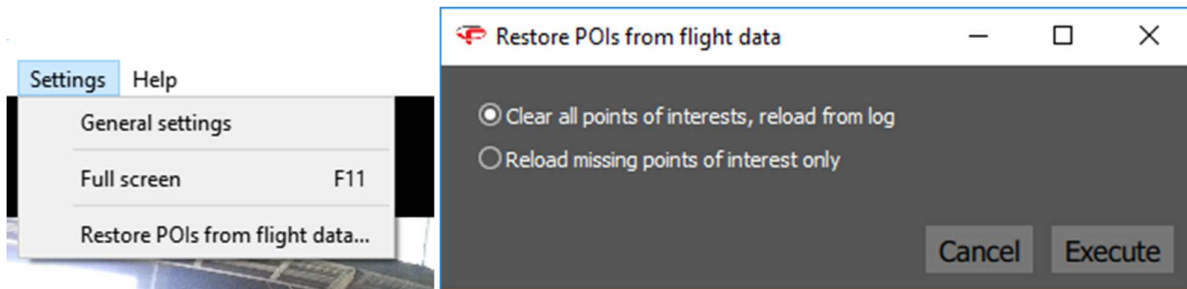 Settings Help
General settings
Full screen F11
Restore POIs from flight data...
Restore POIs from flight data
Clear all points of interests, reload from log
Reload missing points of interest only
Cancel Execute